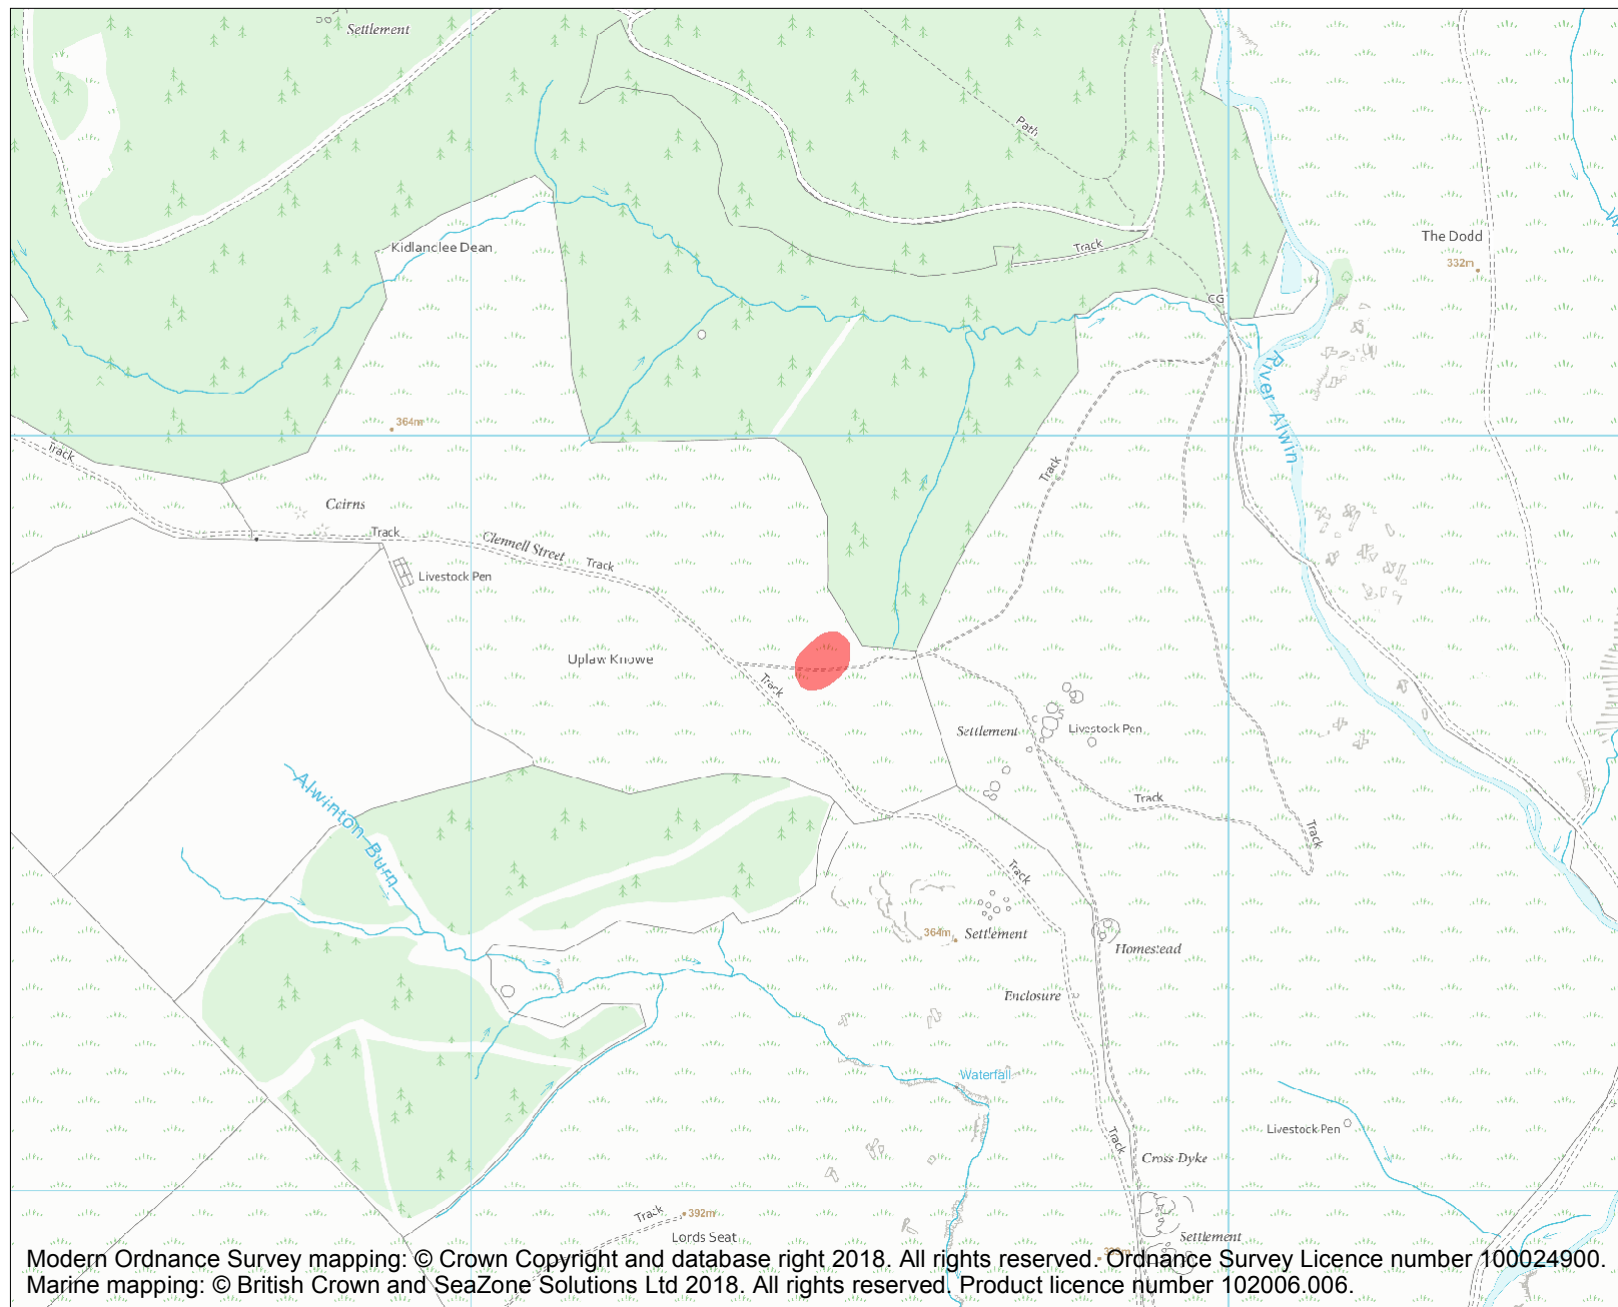 Settlement
Path
The Dodd
332m
Kidlandlee Dean
Track
CG
River Alwin
364m
Track
Cairns
Track
Clennell Street
Track
Track
Livestock Pen
Uplaw Knowe
Track
Settlement
Livestock Pen
Alwinton Burn
Track
Track
Track
364m
Settlement
Homestead
Enclosure
Waterfall
Livestock Pen
Track
Cross Dyke
Track
392m
Lords Seat
Settlement
Modern Ordnance Survey mapping: © Crown Copyright and database right 2018. All rights reserved. Ordnance Survey Licence number 100024900.
Marine mapping: © British Crown and SeaZone Solutions Ltd 2018. All rights reserved. Product licence number 102006.006.